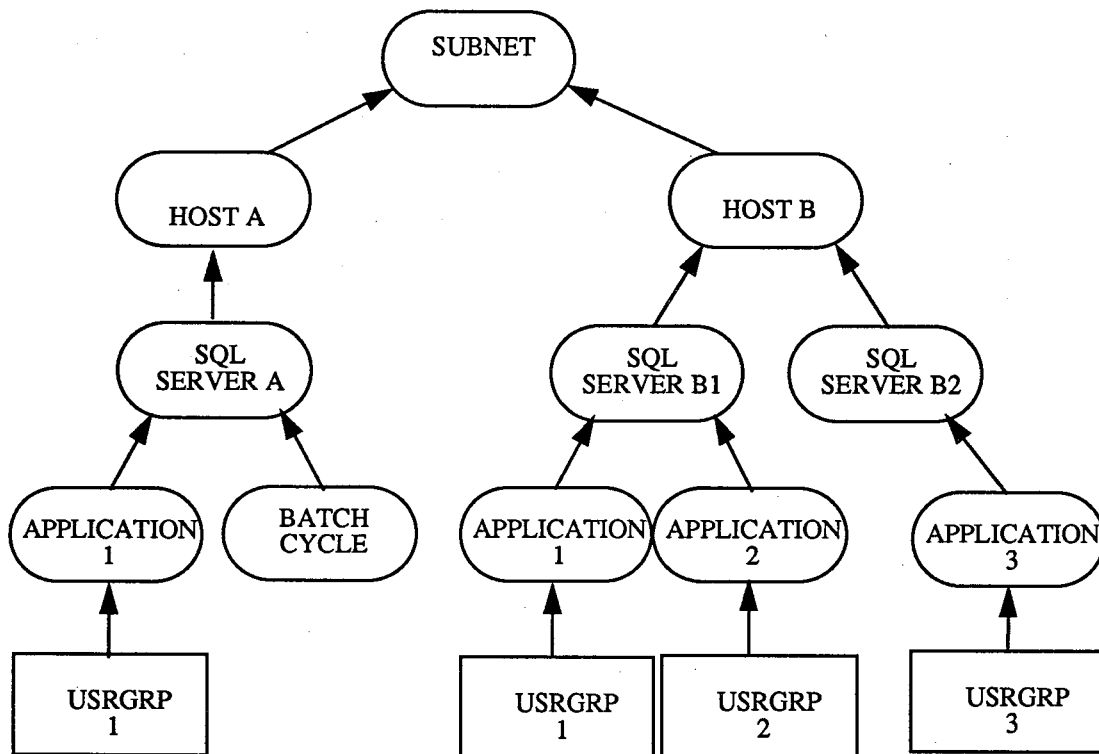 SUBNET
HOST A
HOST B
SQL
SERVER A
SQL
SERVER B1
SQL
SERVER B2
APPLICATION
1
BATCH
CYCLE
APPLICATION
1
APPLICATION
2
APPLICATION
3
USRGRP
1
USRGRP
1
USRGRP
2
USRGRP
3